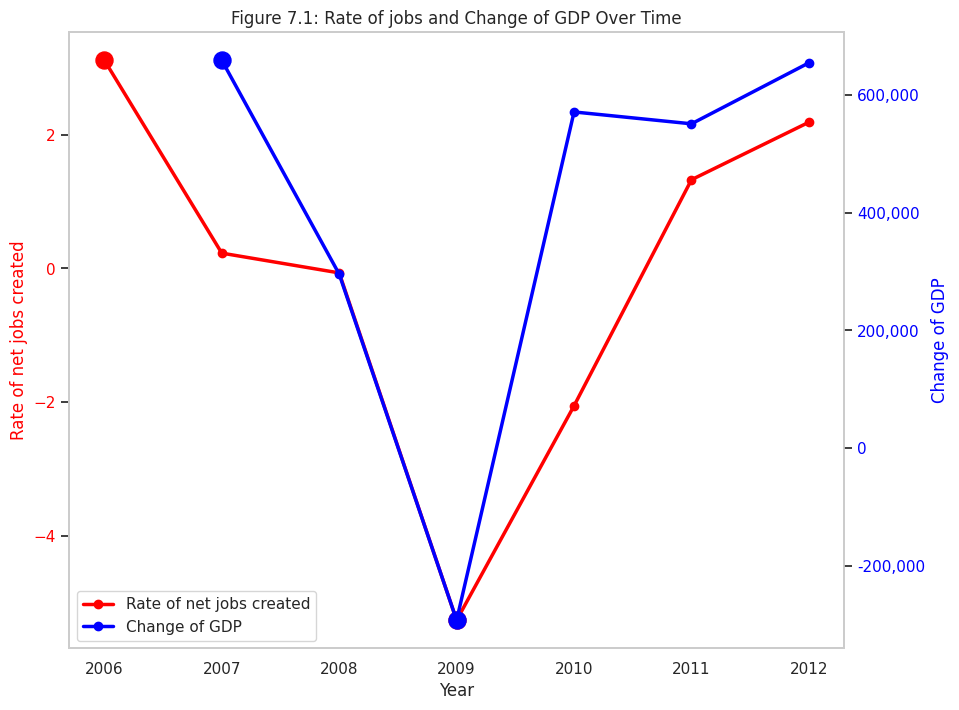 Figure 7.1: Rate of jobs and Change of GDP Over Time
Rate of net jobs created
2
0
−2
−4
600,000
400,000
200,000
0
-200,000
Change of GDP
Rate of net jobs created
Change of GDP
2006 2007 2008 2009 2010 2011 2012
Year